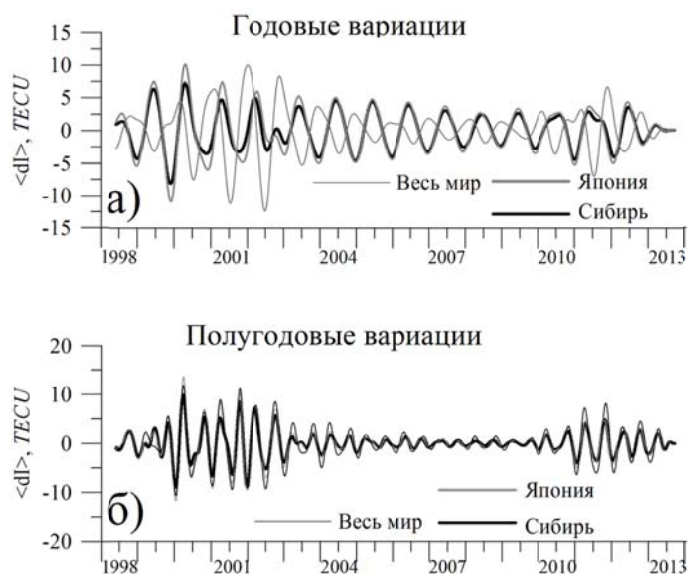 Годовые вариации
15
10
5
0
-5
-10
-15
<dI>, TECU
а)
Весь мир
Япония
Сибирь
1998 2001 2004 2007 2010 2013
Полугодовые вариации
20
10
0
-10
-20
<dI>, TECU
б)
Япония
Весь мир
Сибирь
1998 2001 2004 2007 2010 2013